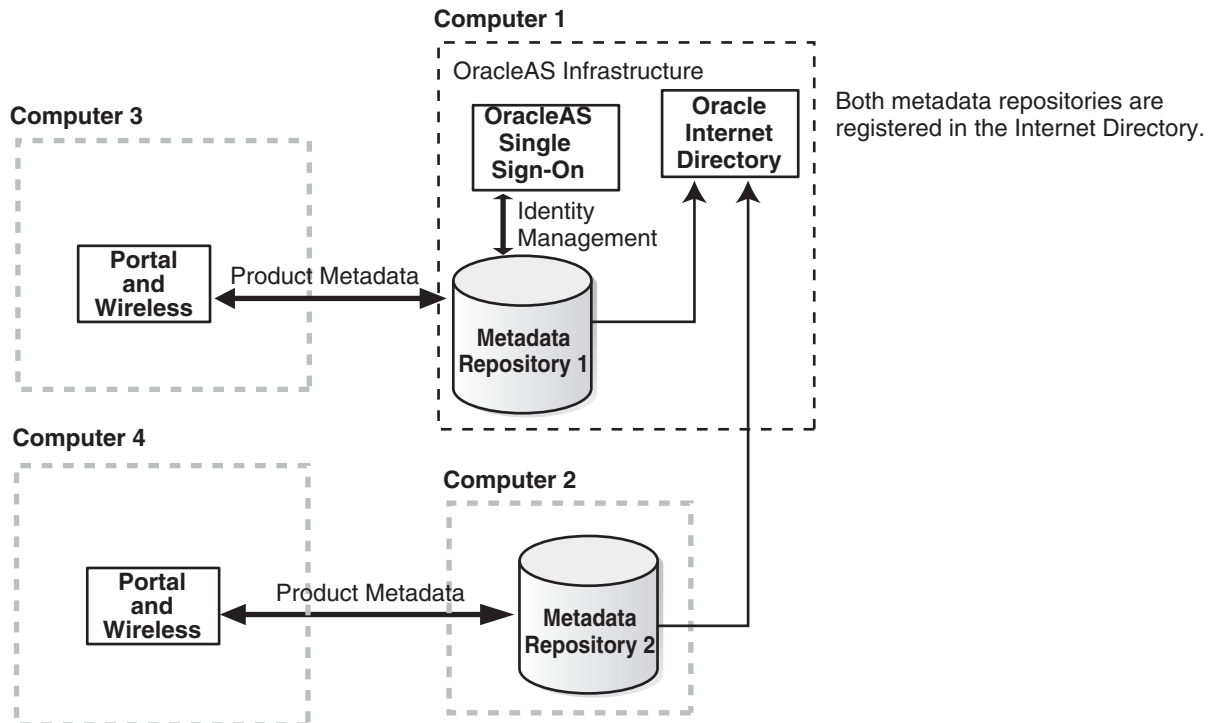 Computer 1
OracleAS Infrastructure
OracleAS
Single
Sign-On
Oracle
Internet
Directory
Both metadata repositories are
registered in the Internet Directory.
Computer 3
Identity
Management
Portal
and
Wireless
Product Metadata
Metadata
Repository 1
Computer 4
Computer 2
Portal
and
Wireless
Product Metadata
Metadata
Repository 2